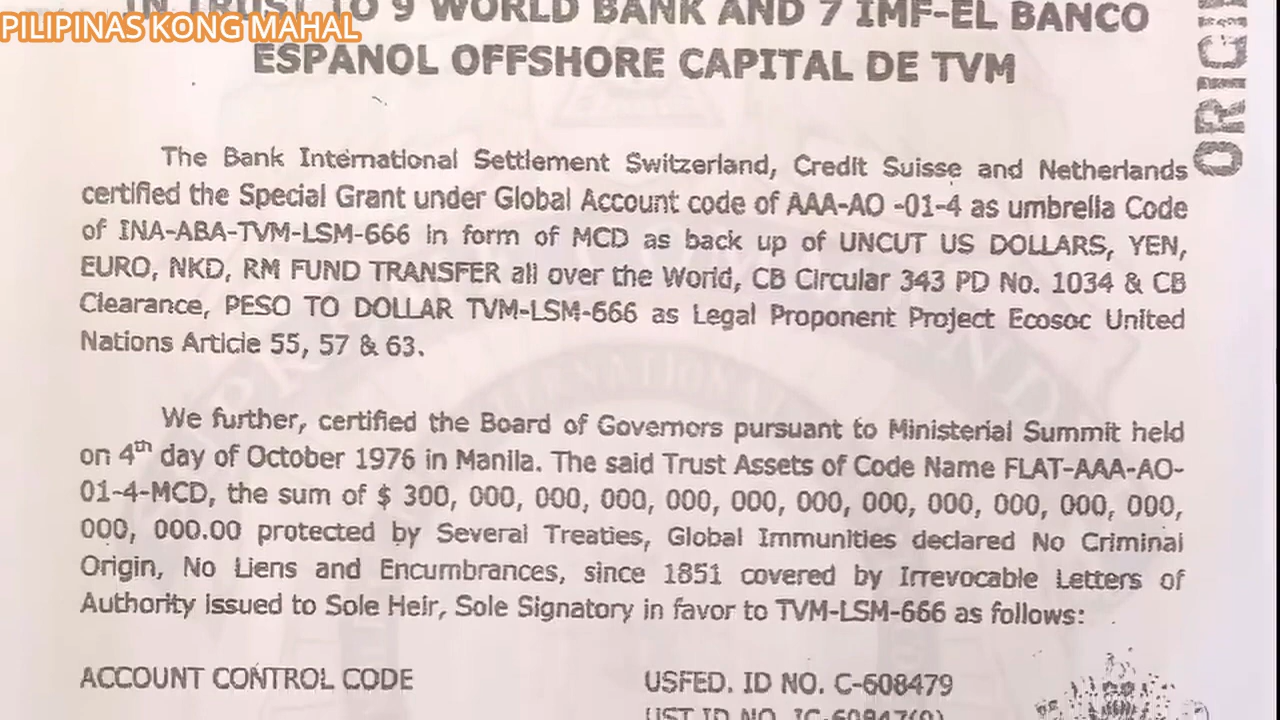 IN TRUST TO 9 WORLD BANK AND 7 IMF-EL BANCO
PILIPINAS KONG MAHAL
ESPANOL OFFSHORE CAPITAL DE TVM
The Bank International Settlement Switzerland, Credit Suisse and Netherlands
certified the Special Grant under Global Account code of AAA-AO -01-4 as umbrella Code
of INA-ABA-TVM-LSM-666 in form of MCD as back up of UNCUT US DOLLARS, YEN,
EURO, NKD, RM FUND TRANSFER all over the World, CB Circular 343 PD No. 1034 & CB
Clearance, PESO TO DOLLAR TVM-LSM-666 as Legal Proponent Project Ecosoc United
Nations Article 55, 57 & 63.
We further, certified the Board of Governors pursuant to Ministerial Summit held
on 4th day of October 1976 in Manila. The said Trust Assets of Code Name FLAT-AAA-AO-
01-4-MCD, the sum of $ 300, 000, 000, 000, 000, 000, 000, 000, 000, 000, 000, 000,
000, 000.00 protected by Several Treaties, Global Immunities declared No Criminal
Origin, No Liens and Encumbrances, since 1851 covered by Irrevocable Letters of
Authority issued to Sole Heir, Sole Signatory in favor to TVM-LSM-666 as follows:
ACCOUNT CONTROL CODE
USFED. ID NO. C-608479
UST ID NO. IC-60847(9)